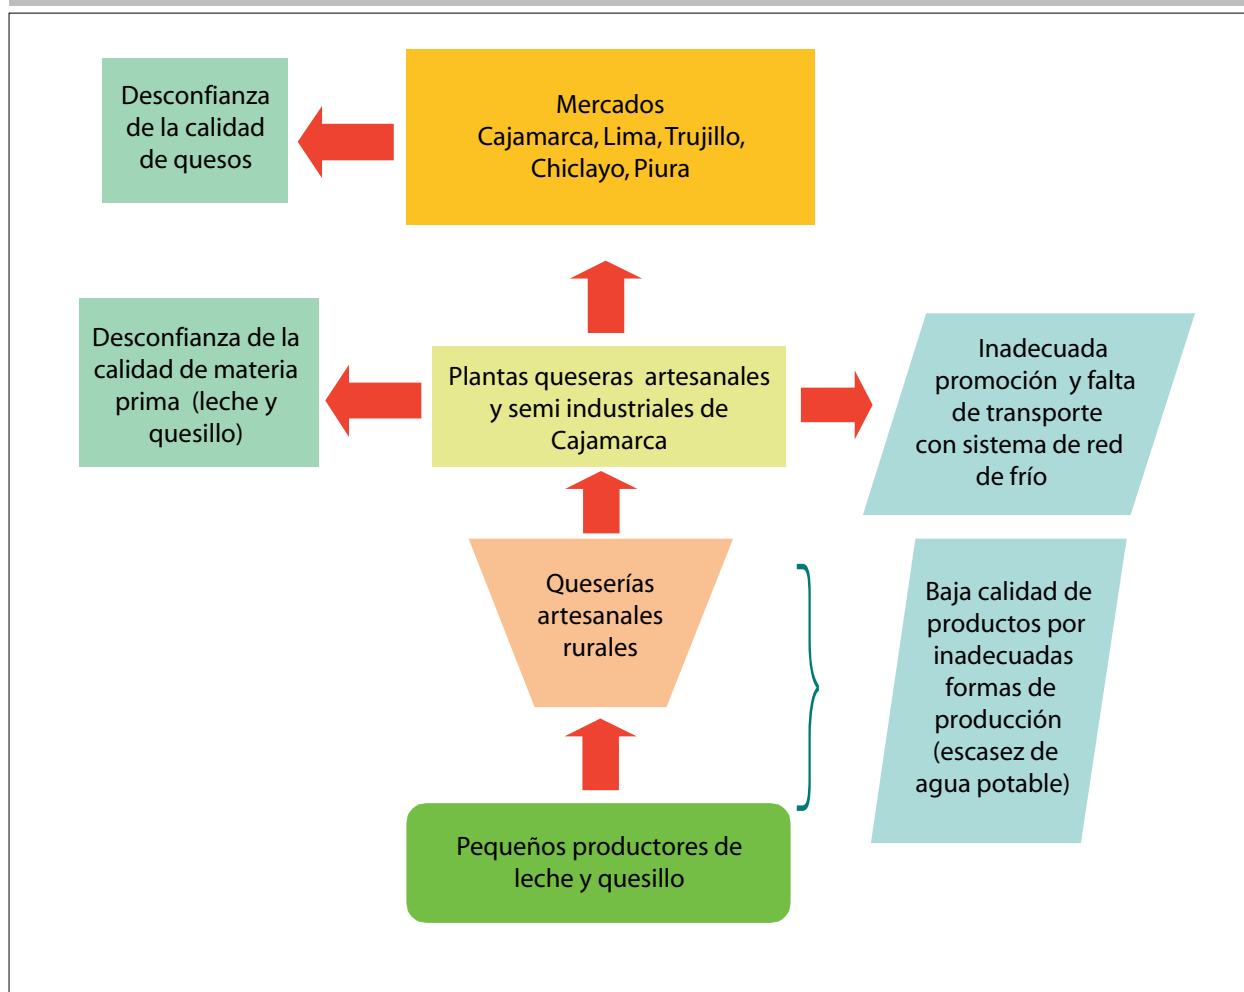 Desconfianza
de la calidad
de quesos
Mercados
Cajamarca, Lima, Trujillo,
Chiclayo, Piura
Desconfianza de la
calidad de materia
prima (leche y
quesillo)
Plantas queseras artesanales
y semi industriales de
Cajamarca
Inadecuada
promoción y falta
de transporte
con sistema de red
de frío
Queserías
artesanales
rurales
Baja calidad de
productos por
inadecuadas
formas de
producción
(escasez de
agua potable)
Pequeños productores de
leche y quesillo